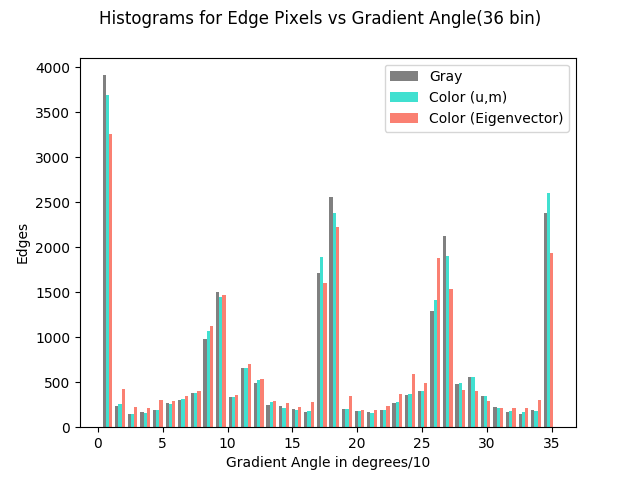 Histograms for Edge Pixels vs Gradient Angle(36 bin)
Gray
Color (u,m)
Color (Eigenvector)
4000
3500
3000
2500
2000
1500
1000
500
0
Edges
0 5 10 15 20 25 30 35
Gradient Angle in degrees/10